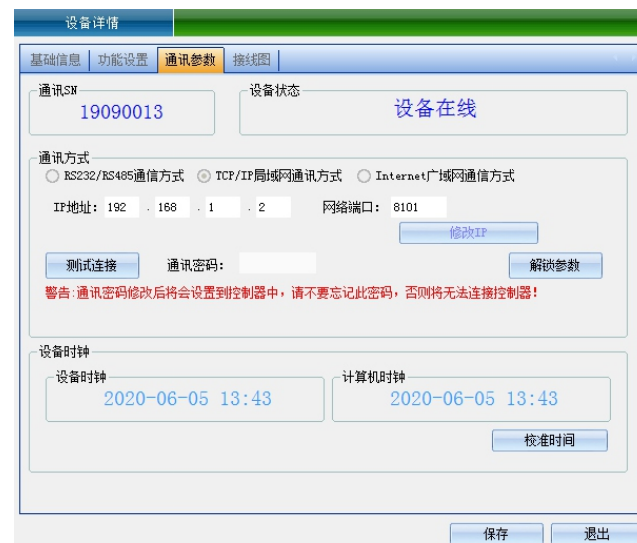 设备详情
基础信息 功能设置 通讯参数 接线图
通讯SN 设备状态
19090013 设备在线
通讯方式
RS232/RS485通信方式 TCP/IP局域网通讯方式 Internet广域网通信方式
IP地址: 192 . 168 . 1 . 2 网络端口: 8101
修改IP
测试连接 通讯密码: 解锁参数
警告:通讯密码修改后将会设置到控制器中，请不要忘记此密码，否则将无法连接控制器!
设备时钟
设备时钟 计算机时钟
2020-06-05 13:43 2020-06-05 13:43
校准时间
保存 退出